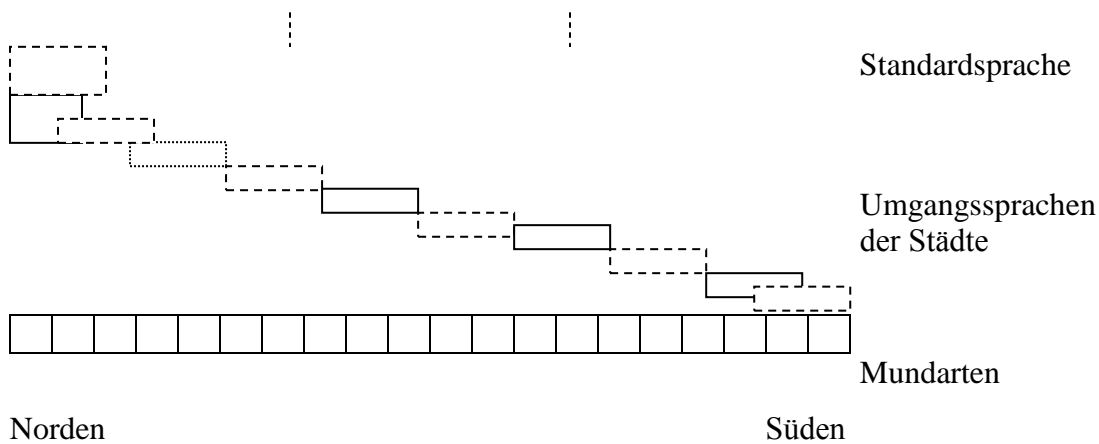 Standardsprache
Umgangssprachen
der Städte
Mundarten
Norden Süden